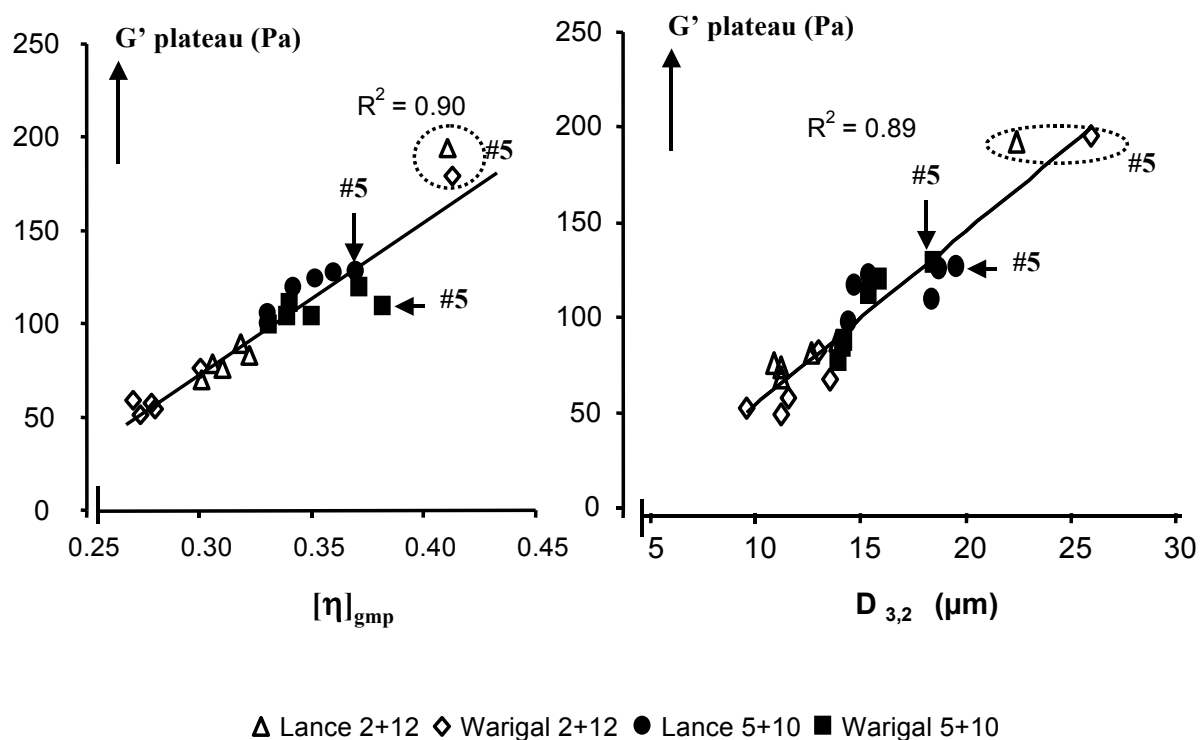 G’ plateau (Pa)
250
200
150
100
50
0
R² = 0.90
#5
#5
#5
0.25 0.30 0.35 0.40 0.45
[η]gmp
G’ plateau (Pa)
250
200
150
100
50
0
R² = 0.89
#5
#5
#5
5 10 15 20 25 30
D 3,2 (µm)
Lance 2+12 Warigal 2+12 Lance 5+10 Warigal 5+10